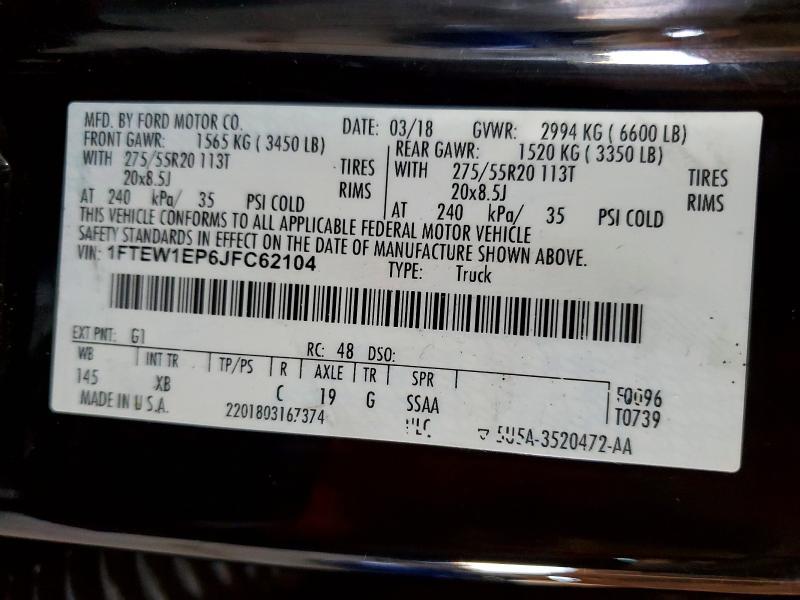 MFD. BY FORD MOTOR CO. DATE: 03/18 GVWR: 2994 KG ( 6600 LB)
FRONT GAWR: 1565 KG ( 3450 LB) REAR GAWR: 1520 KG ( 3350 LB)
WITH 275/55R20 113T TIRES WITH 275/55R20 113T TIRES
20x8.5J RIMS 20x8.5J RIMS
AT 240 kPa/ 35 PSI COLD AT 240 kPa/ 35 PSI COLD
THIS VEHICLE CONFORMS TO ALL APPLICABLE FEDERAL MOTOR VEHICLE
SAFETY STANDARDS IN EFFECT ON THE DATE OF MANUFACTURE SHOWN ABOVE.
VIN: 1FTEW1EP6JFC62104 TYPE: Truck
EXT PNT: G1 RC: 48 DSO:
WB INT TR TP/PS R AXLE TR SPR
145 XB C 19 G SSAA
MADE IN U.S.A. 2201803167374 T0739
5U5A-3520472-AA